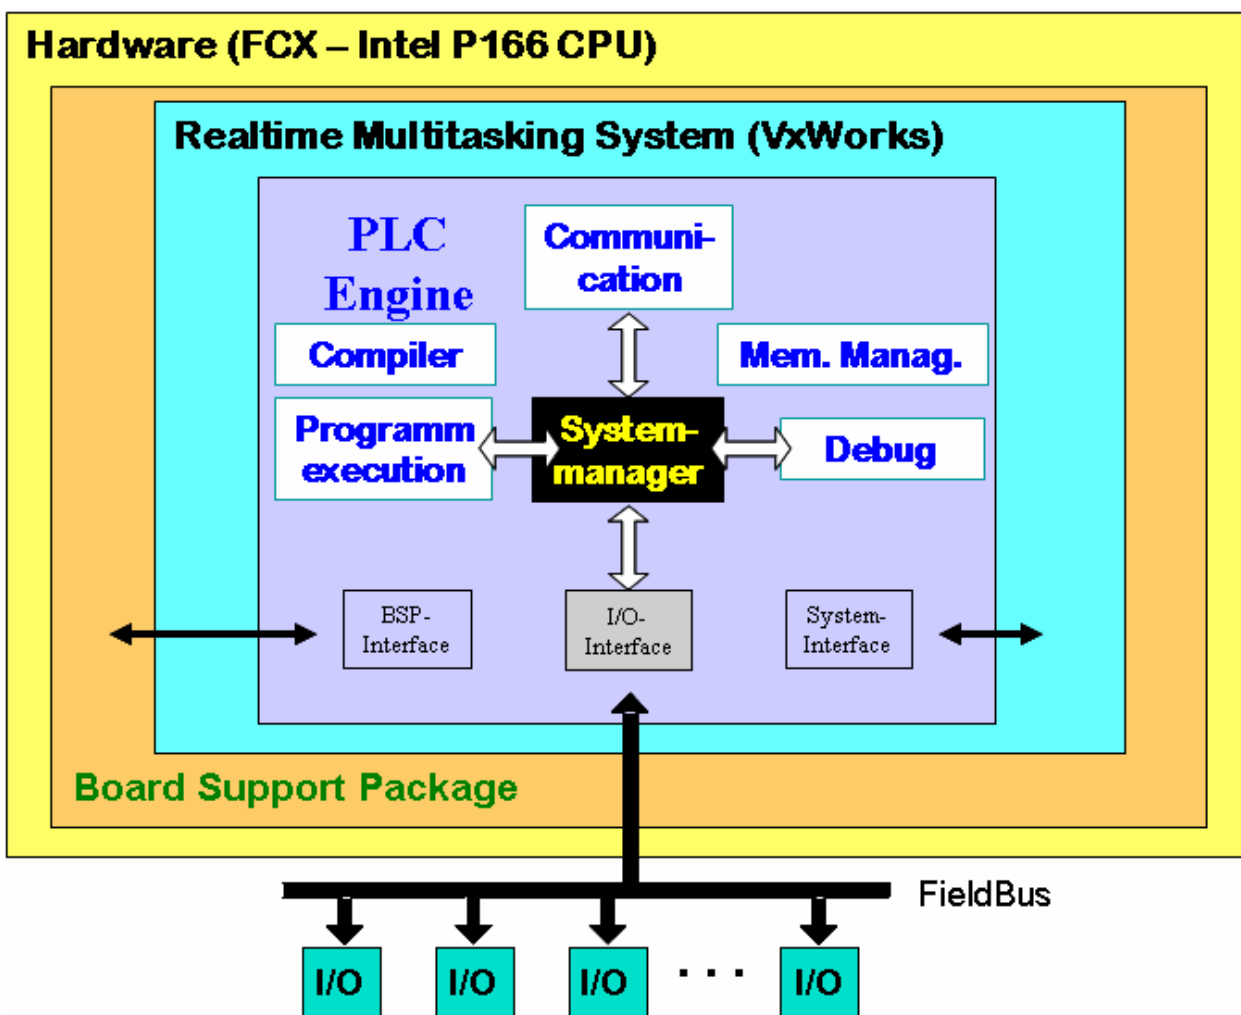 Hardware (FCX – Intel P166 CPU)
Realtime Multitasking System (VxWorks)
PLC
Engine
Communi-
cation
Compiler
Mem. Manag.
Programm
execution
System-
manager
Debug
BSP-
Interface
I/O-
Interface
System-
Interface
Board Support Package
FieldBus
I/O
I/O
I/O
. . .
I/O